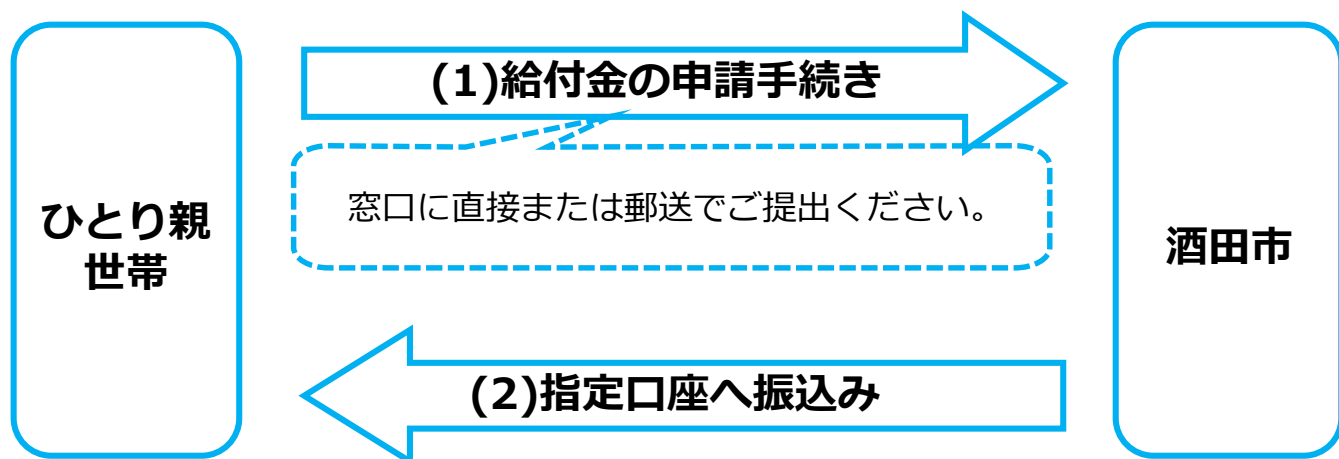 (1)給付金の申請手続き
窓口に直接または郵送でご提出ください。
ひとり親
世帯
酒田市
(2)指定口座へ振込み